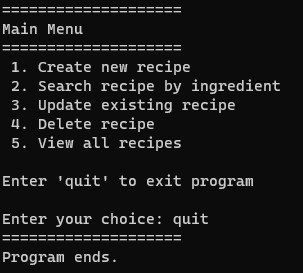 ====================
Main Menu
====================
 1. Create new recipe
 2. Search recipe by ingredient
 3. Update existing recipe
 4. Delete recipe
 5. View all recipes

Enter 'quit' to exit program

Enter your choice: quit
====================
Program ends.